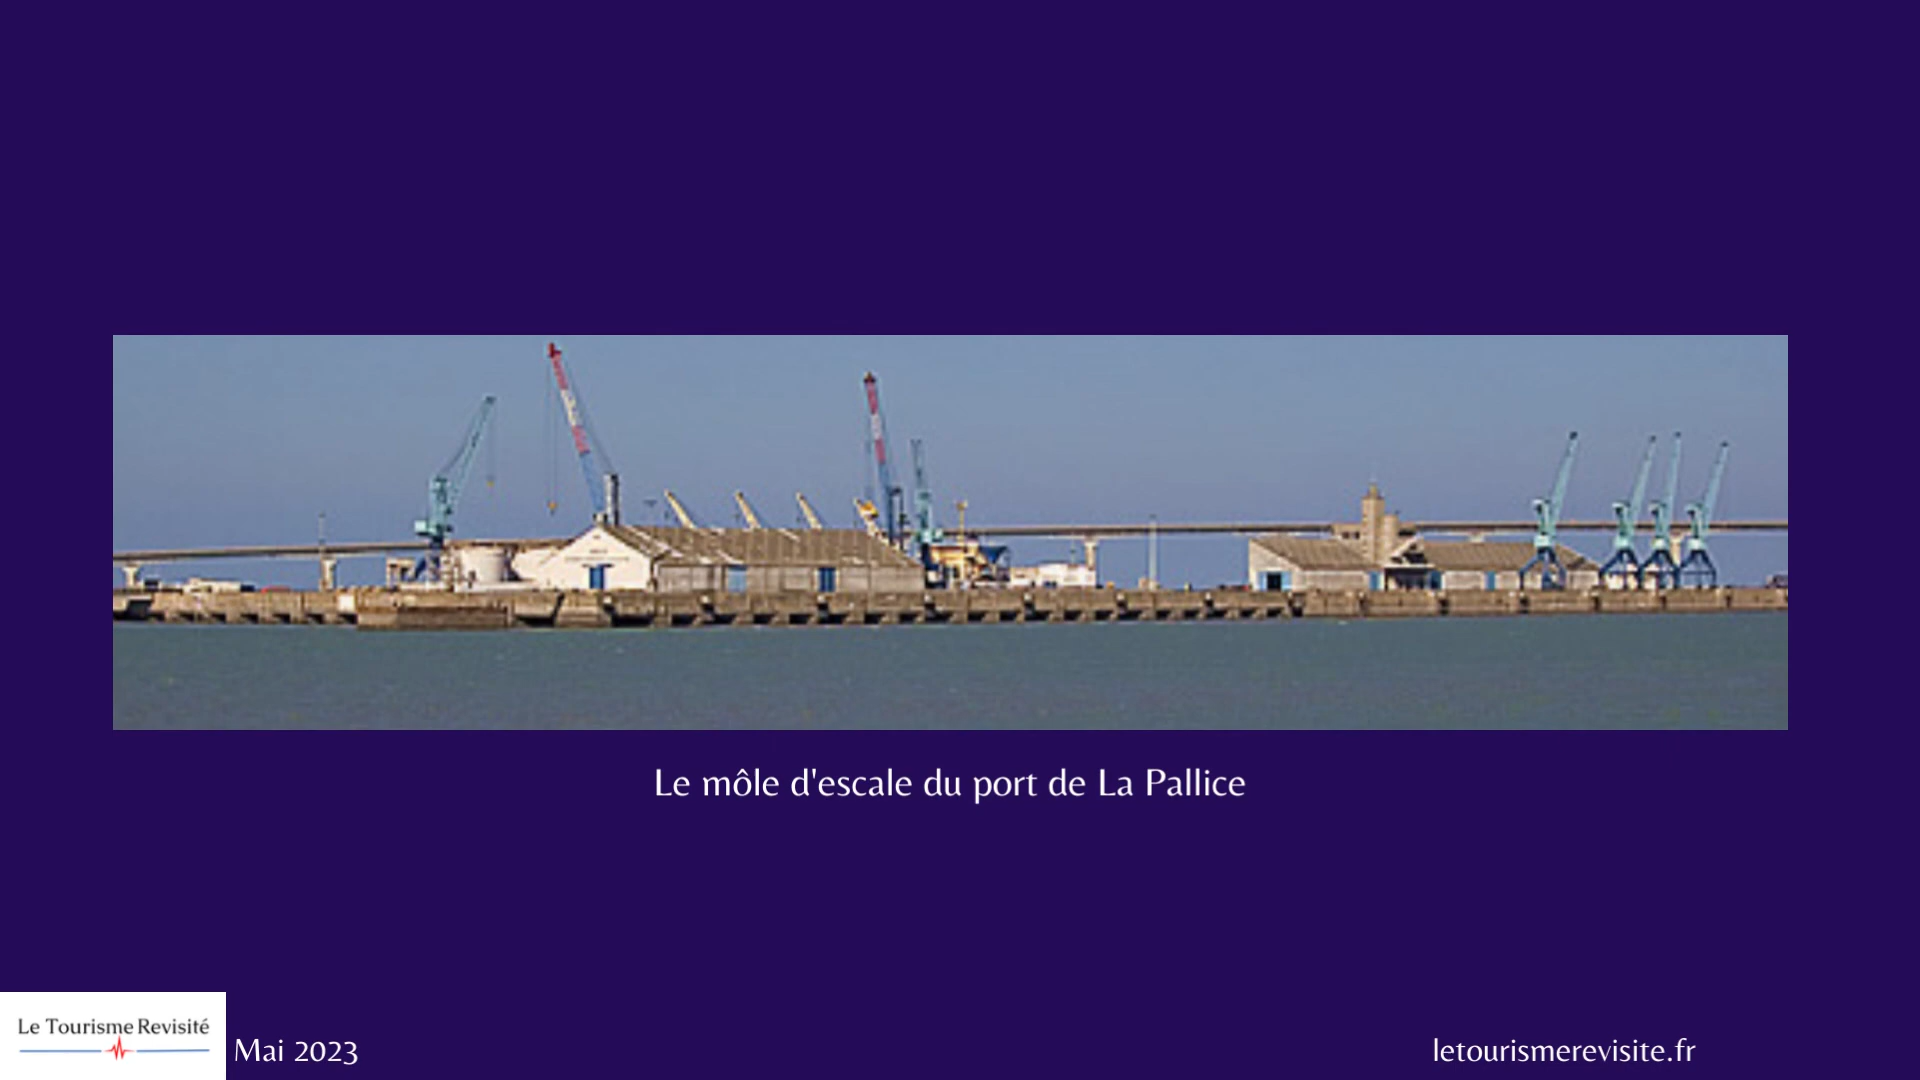 Le môle d'escale du port de La Pallice
Le Tourisme Revisité
Mai 2023
letourismerevisite.fr